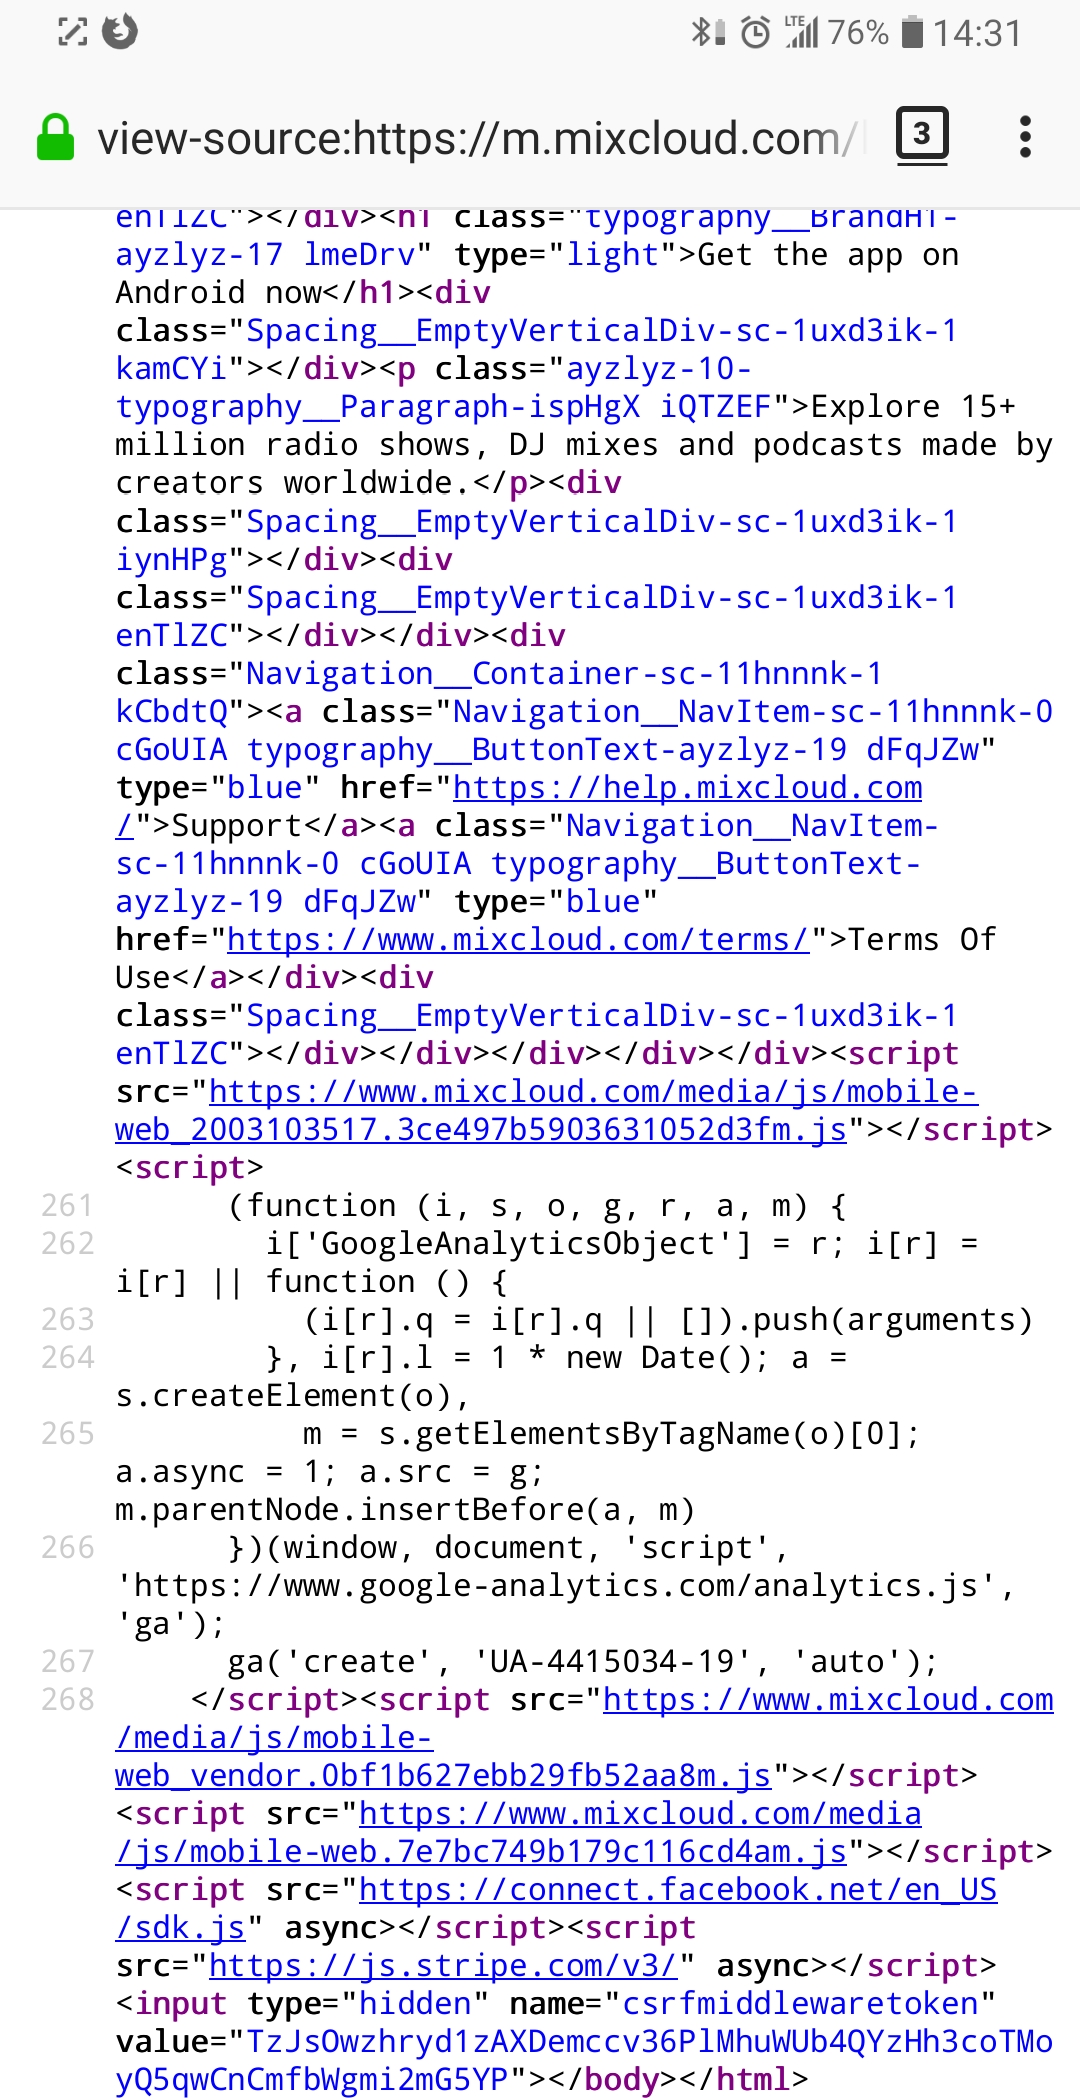 76% 14:31
view-source:https://m.mixcloud.com/ 3
enTlZC"></div><h1 class="typography__BrandH1-
ayzlyz-17 lmeDrv" type="light">Get the app on
Android now</h1><div
class="Spacing__EmptyVerticalDiv-sc-1uxd3ik-1
kamCYi"></div><p class="ayzlyz-10-
typography__Paragraph-ispHgX iQTZEF">Explore 15+
million radio shows, DJ mixes and podcasts made by
creators worldwide.</p><div
class="Spacing__EmptyVerticalDiv-sc-1uxd3ik-1
iynHPg"></div><div
class="Spacing__EmptyVerticalDiv-sc-1uxd3ik-1
enTlZC"></div></div><div
class="Navigation__Container-sc-11hnnnk-1
kCbdtQ"><a class="Navigation__NavItem-sc-11hnnnk-0
cGoUIA typography__ButtonText-ayzlyz-19 dFqJZw"
type="blue" href="https://help.mixcloud.com
/">Support</a><a class="Navigation__NavItem-
sc-11hnnnk-0 cGoUIA typography__ButtonText-
ayzlyz-19 dFqJZw" type="blue"
href="https://www.mixcloud.com/terms/">Terms Of
Use</a></div><div
class="Spacing__EmptyVerticalDiv-sc-1uxd3ik-1
enTlZC"></div></div></div></div></div><script
src="https://www.mixcloud.com/media/js/mobile-
web_2003103517.3ce497b5903631052d3fm.js"></script>
<script>
261 (function (i, s, o, g, r, a, m) {
262 i['GoogleAnalyticsObject'] = r; i[r] =
i[r] || function () {
263 (i[r].q = i[r].q || []).push(arguments)
264 }, i[r].l = 1 * new Date(); a =
s.createElement(o),
265 m = s.getElementsByTagName(o)[0];
a.async = 1; a.src = g;
m.parentNode.insertBefore(a, m)
266 })(window, document, 'script',
'https://www.google-analytics.com/analytics.js',
'ga');
267 ga('create', 'UA-4415034-19', 'auto');
268 </script><script src="https://www.mixcloud.com
/media/js/mobile-
web_vendor.0bf1b627ebb29fb52aa8m.js"></script>
<script src="https://www.mixcloud.com/media
/js/mobile-web.7e7bc749b179c116cd4am.js"></script>
<script src="https://connect.facebook.net/en_US
/sdk.js" async></script><script
src="https://js.stripe.com/v3/" async></script>
<input type="hidden" name="csrfmiddlewaretoken"
value="TzJsOwzhryd1zAXDemccv36PlMhuWUb4QYzHh3coTMo
yQ5qwCnCmfbWgmi2mG5YP"></body></html>